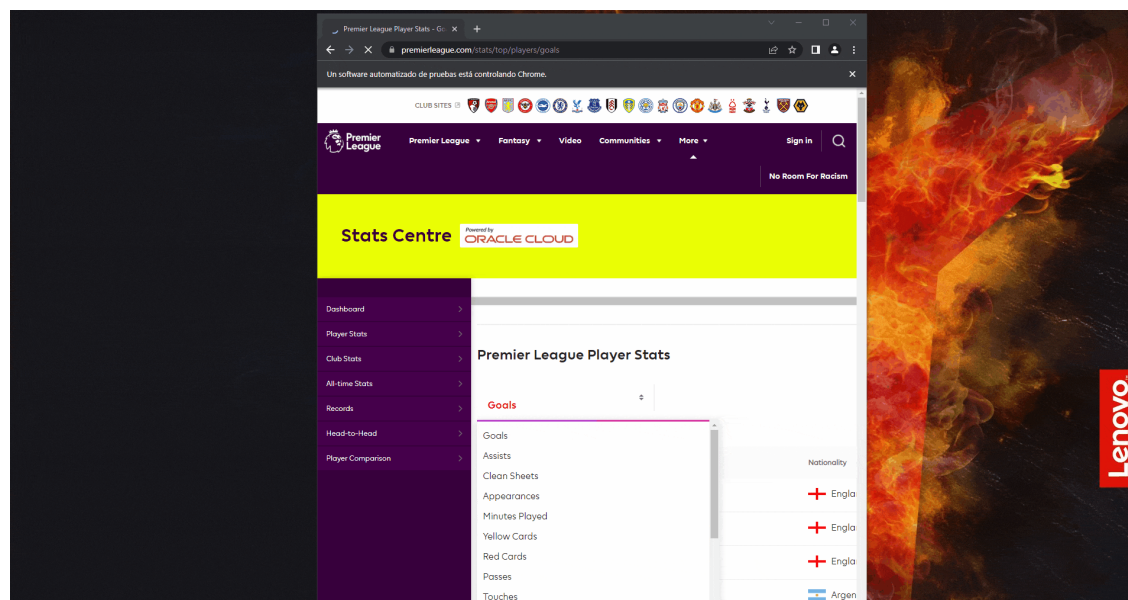 Premier League Player Stats - Go
premierleague.com/stats/top/players/goals
Un software automatizado de pruebas está controlando Chrome.
CLUB SITES
Premier League
Premier League Fantasy Video Communities More Sign in
No Room For Racism
Stats Centre Powered by ORACLE CLOUD
Dashboard
Player Stats
Club Stats
All-time Stats
Records
Head-to-Head
Player Comparison
Premier League Player Stats
Goals
Goals
Assists
Clean Sheets
Appearances
Minutes Played
Yellow Cards
Red Cards
Passes
Touches
Nationality
Engla
Engla
Engla
Argen
Lenovo